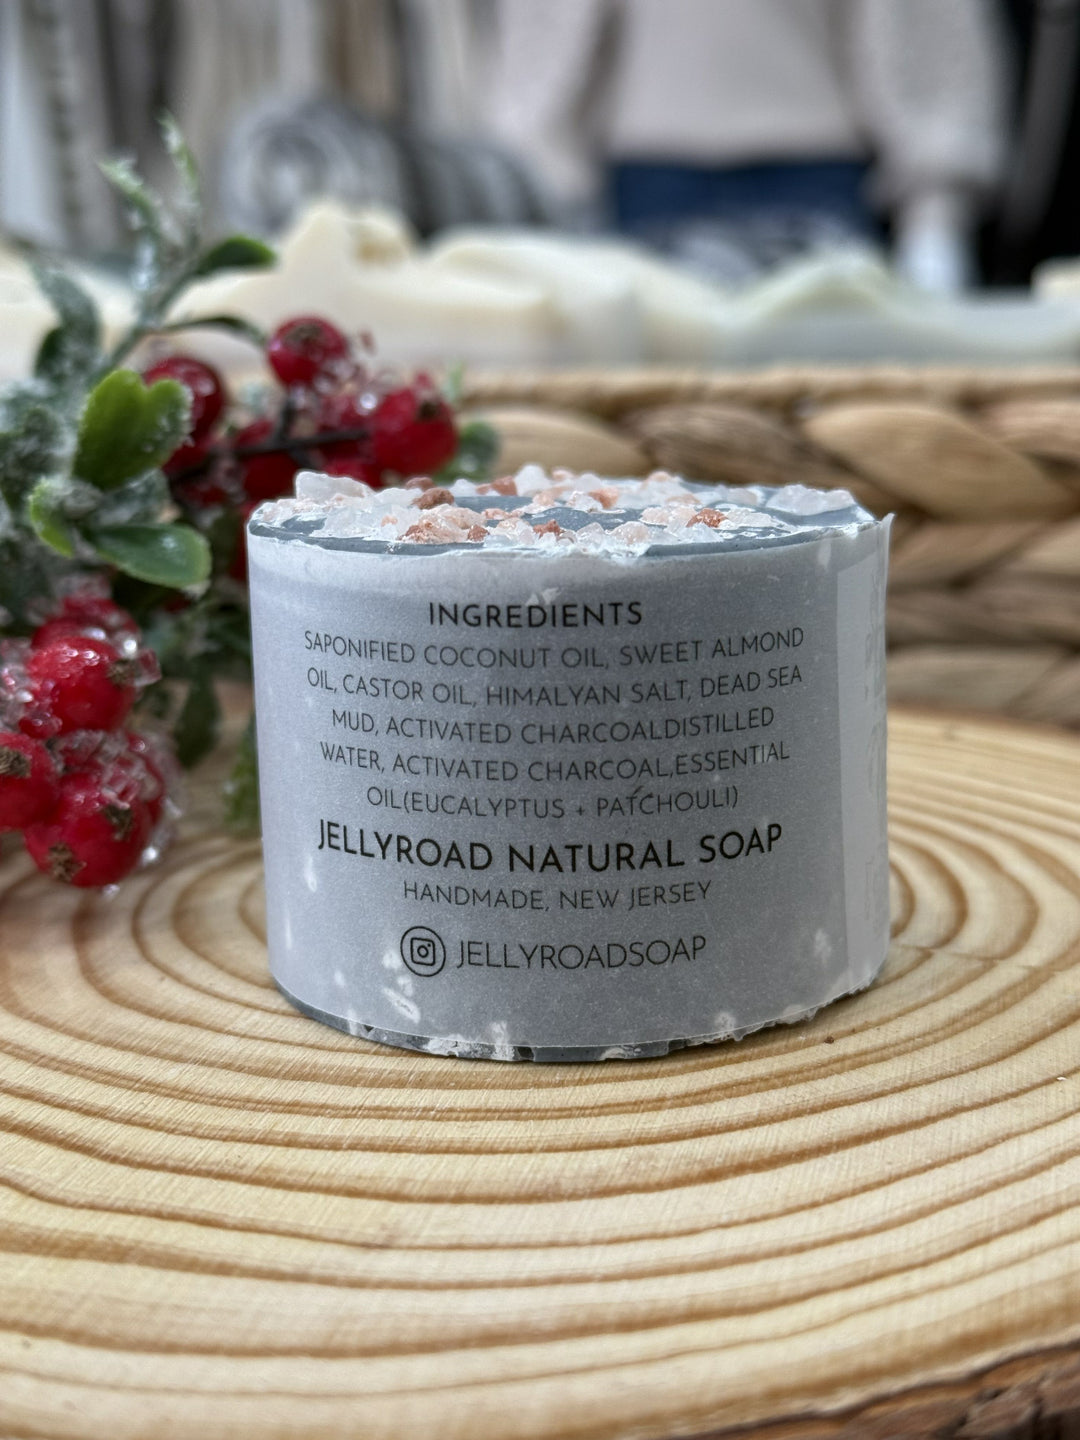 INGREDIENTS
SAPONIFIED COCONUT OIL, SWEET ALMOND
OIL, CASTOR OIL, HIMALYAN SALT, DEAD SEA
MUD, ACTIVATED CHARCOALDISTILLED
WATER, ACTIVATED CHARCOAL,ESSENTIAL
OIL(EUCALYPTUS + PATCHOULI)
JELLYROAD NATURAL SOAP
HANDMADE, NEW JERSEY
JELLYROADSOAP